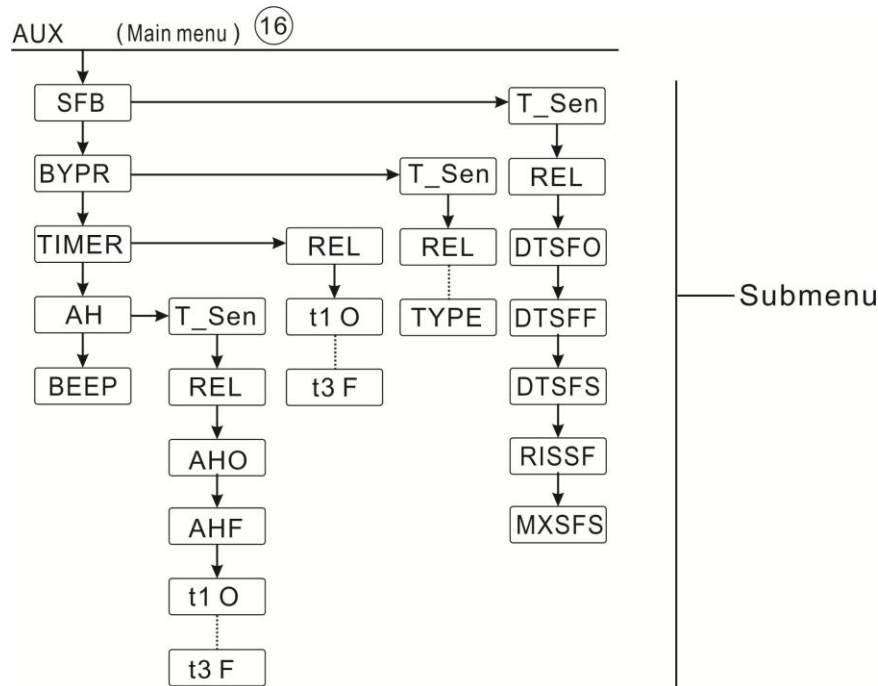 AUX (Main menu) 16
SFB T_Sen
BYPR T_Sen REL
TIMER REL REL DTSFO
AH T_Sen t1 O TYPE DTSFF
BEEP REL t3 F DTSFS
AHO RISSF
AHF MXSFS
t1 O
t3 F
Submenu